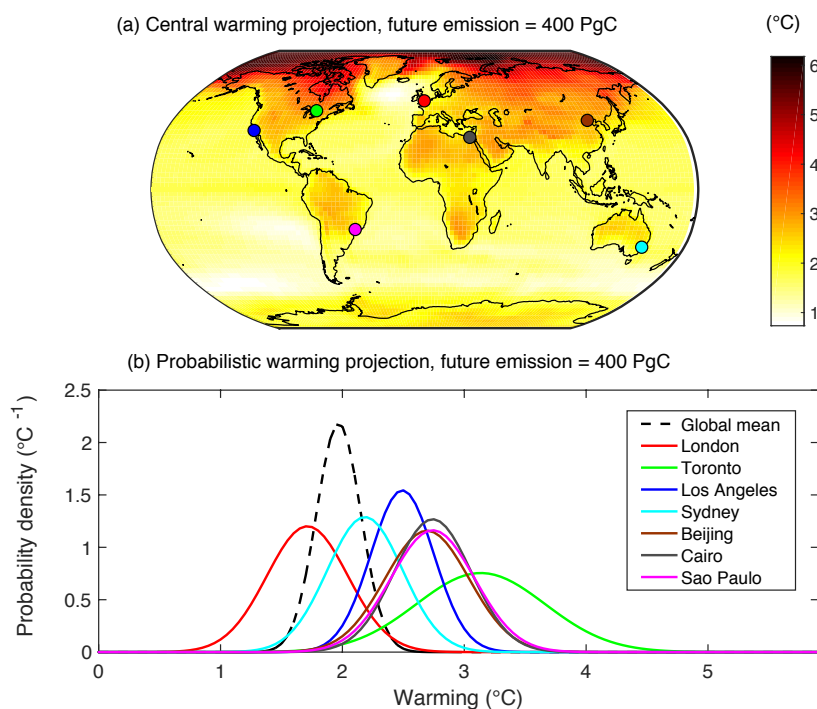 (a) Central warming projection, future emission = 400 PgC
(°C)
6
5
4
3
2
1
(b) Probabilistic warming projection, future emission = 400 PgC
2.5
2
1.5
1
0.5
0
Probability density (°C -1)
Global mean
London
Toronto
Los Angeles
Sydney
Beijing
Cairo
Sao Paulo
0 1 2 3 4 5
Warming (°C)